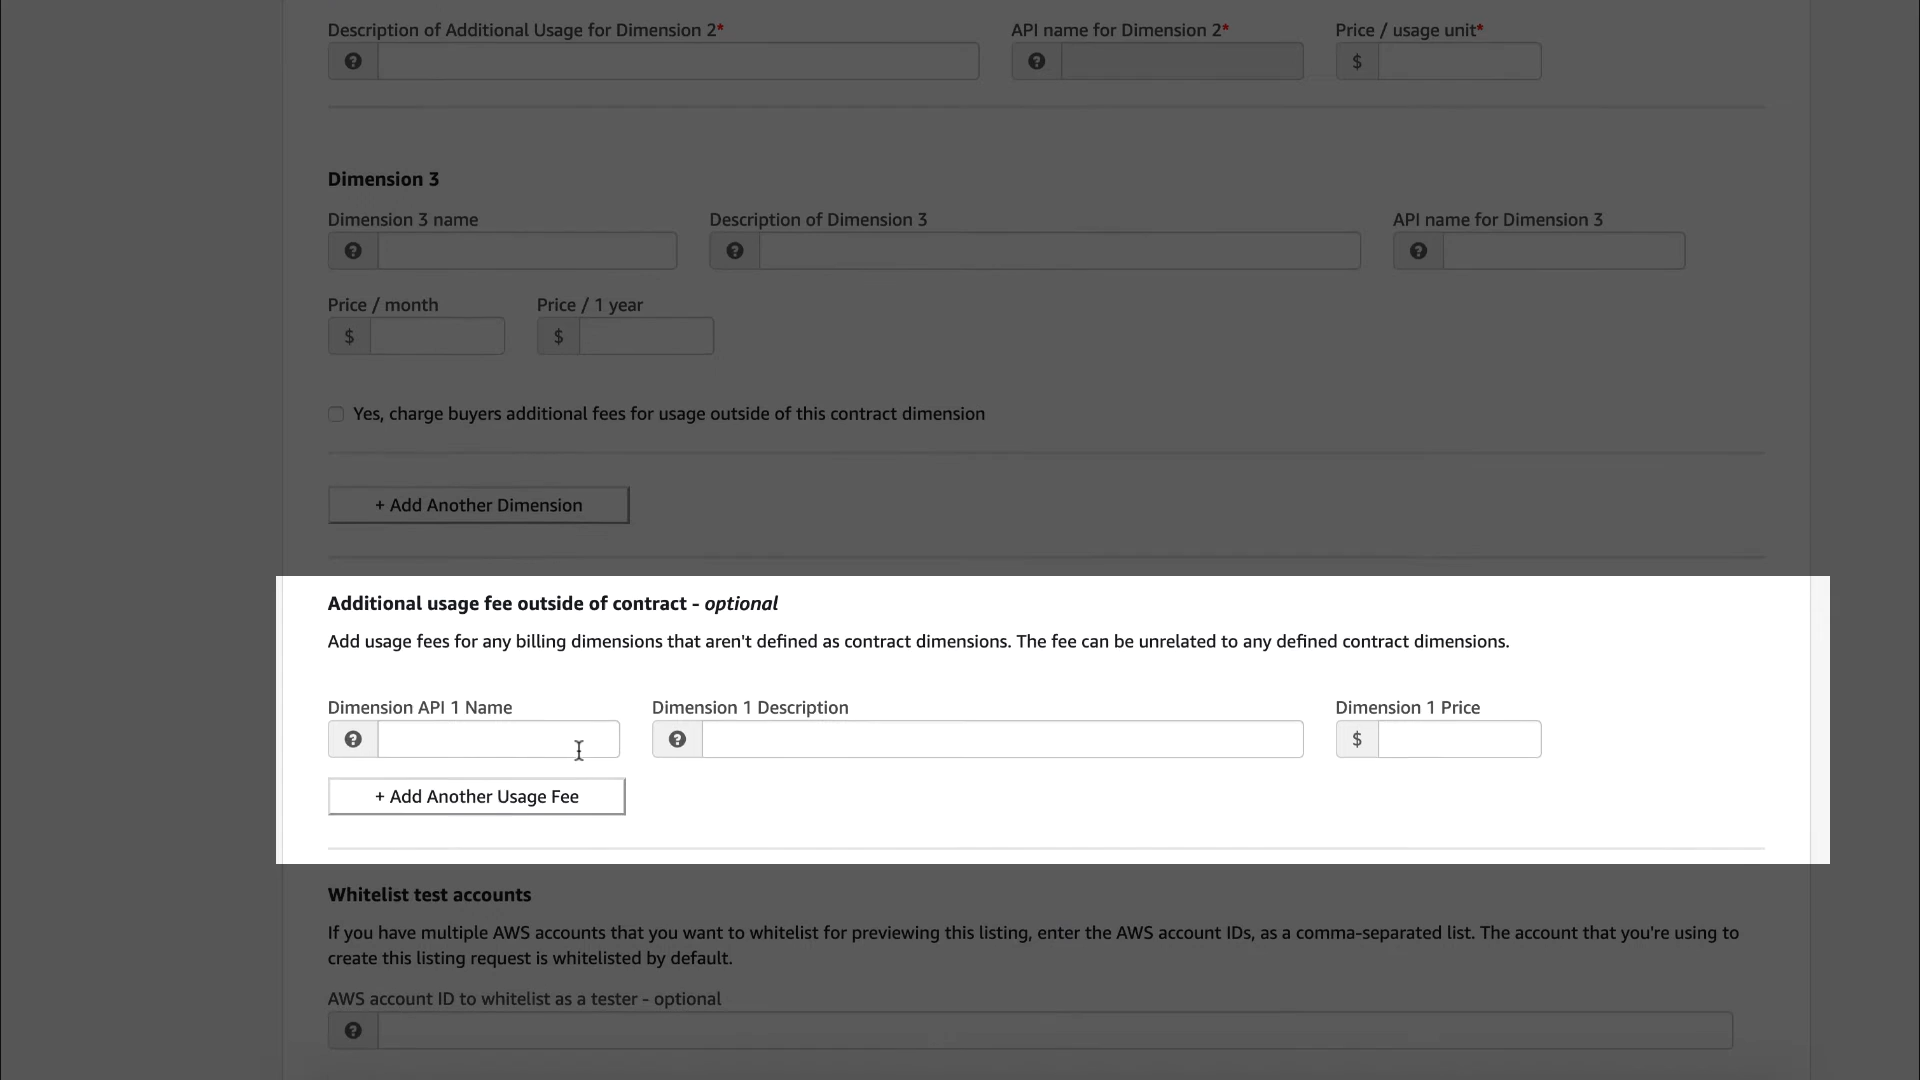 Description of Additional Usage for Dimension 2* API name for Dimension 2* Price / usage unit*
$
Dimension 3
Dimension 3 name Description of Dimension 3 API name for Dimension 3
Price / month Price / 1 year
$ $
Yes, charge buyers additional fees for usage outside of this contract dimension
+ Add Another Dimension
Additional usage fee outside of contract - optional
Add usage fees for any billing dimensions that aren't defined as contract dimensions. The fee can be unrelated to any defined contract dimensions.
Dimension API 1 Name Dimension 1 Description Dimension 1 Price
$
+ Add Another Usage Fee
Whitelist test accounts
If you have multiple AWS accounts that you want to whitelist for previewing this listing, enter the AWS account IDs, as a comma-separated list. The account that you're using to
create this listing request is whitelisted by default.
AWS account ID to whitelist as a tester - optional